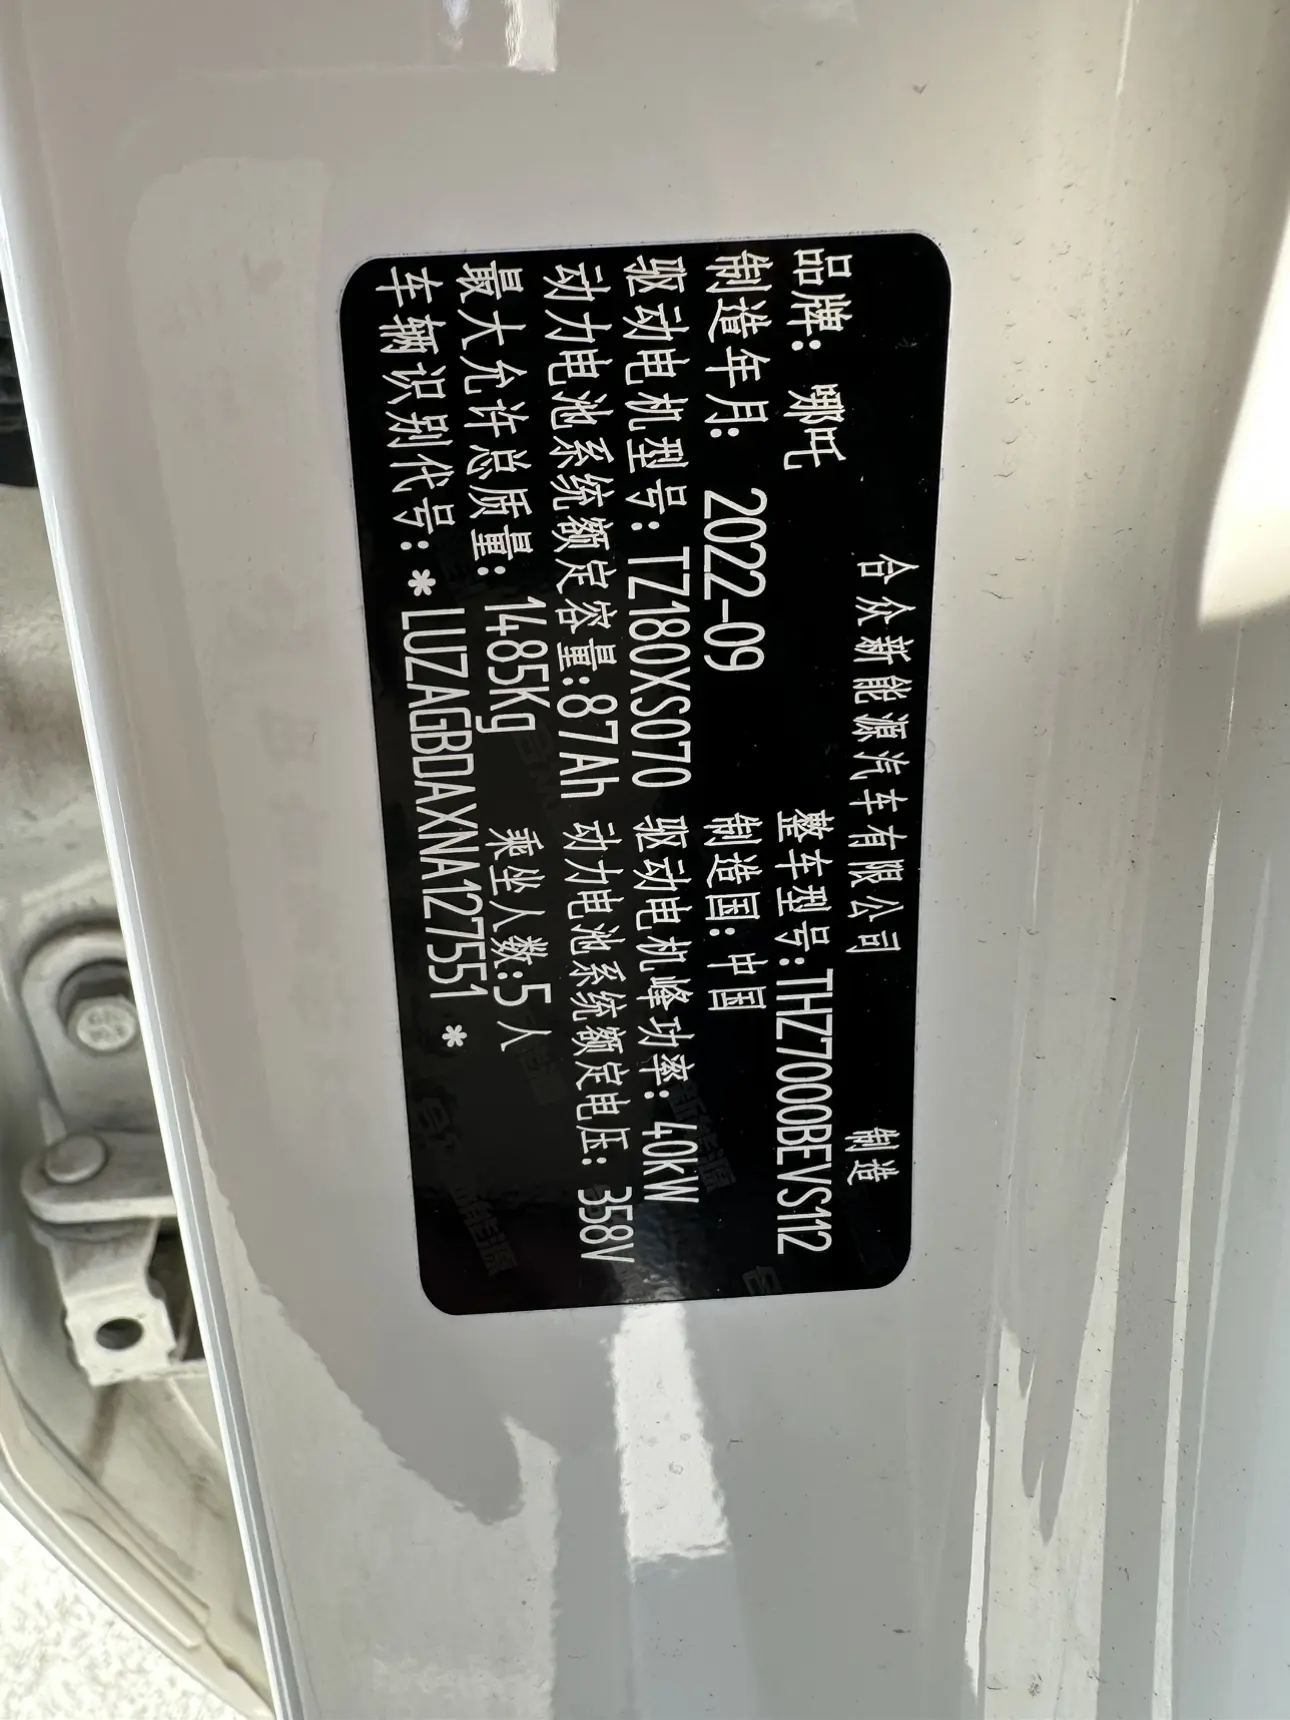 合众新能源汽车有限公司 制造
品牌: 哪吒 整车型号:THZ7000BEVS112
制造年月: 2022-09 制造国:中国
驱动电机型号:TZ180XS070 驱动电机峰功率:40KW
动力电池系统额定容量:87Ah 动力电池系统额定电压: 358V
最大允许总质量: 1485Kg 乘坐人数:5人
车辆识别代号: *LUZAGBDAXNA127551*